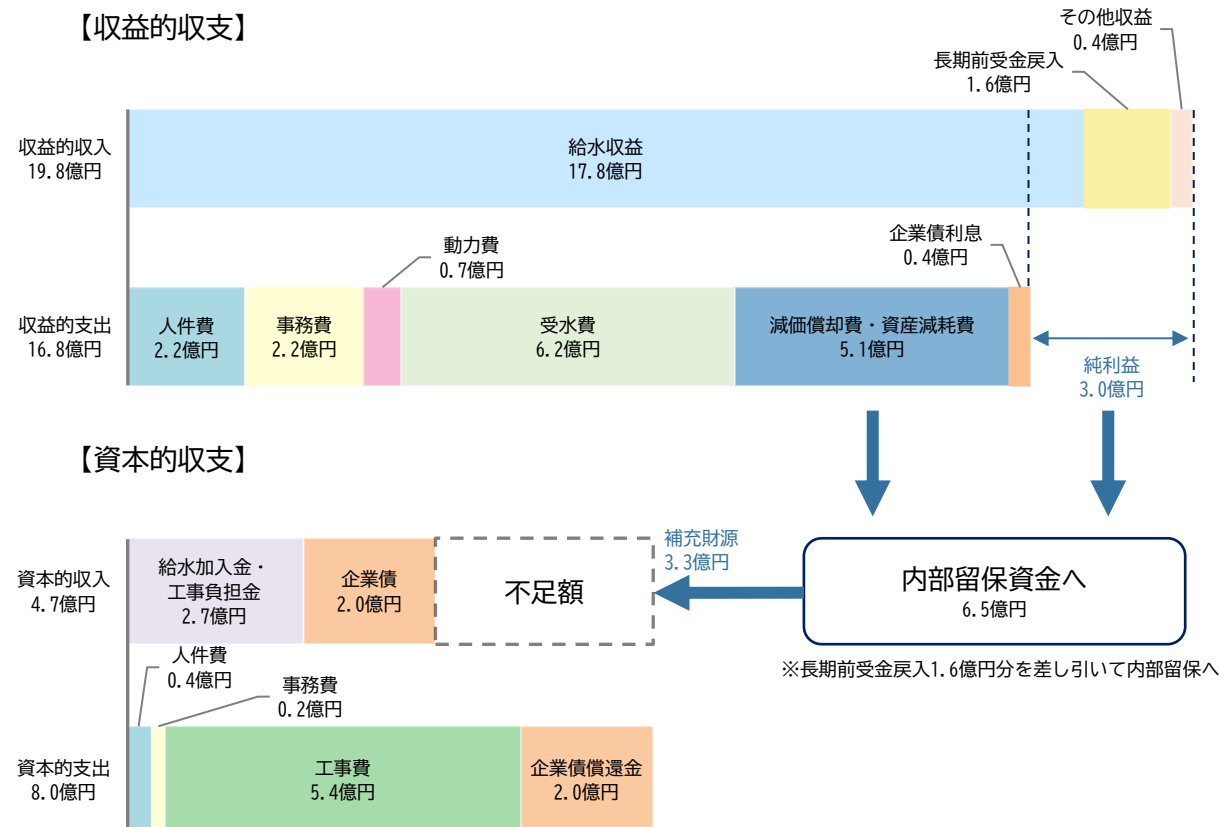 【収益的収支】
その他収益
0.4億円
長期前受金戻入
1.6億円
収益的収入
19.8億円
給水収益
17.8億円
動力費
0.7億円
企業債利息
0.4億円
収益的支出
16.8億円
人件費
2.2億円
事務費
2.2億円
受水費
6.2億円
減価償却費・資産減耗費
5.1億円
純利益
3.0億円
【資本的収支】
資本的収入
4.7億円
給水加入金・
工事負担金
2.7億円
企業債
2.0億円
不足額
補充財源
3.3億円
内部留保資金へ
6.5億円
※長期前受金戻入1.6億円分を差し引いて内部留保へ
人件費
0.4億円
事務費
0.2億円
資本的支出
8.0億円
工事費
5.4億円
企業債償還金
2.0億円